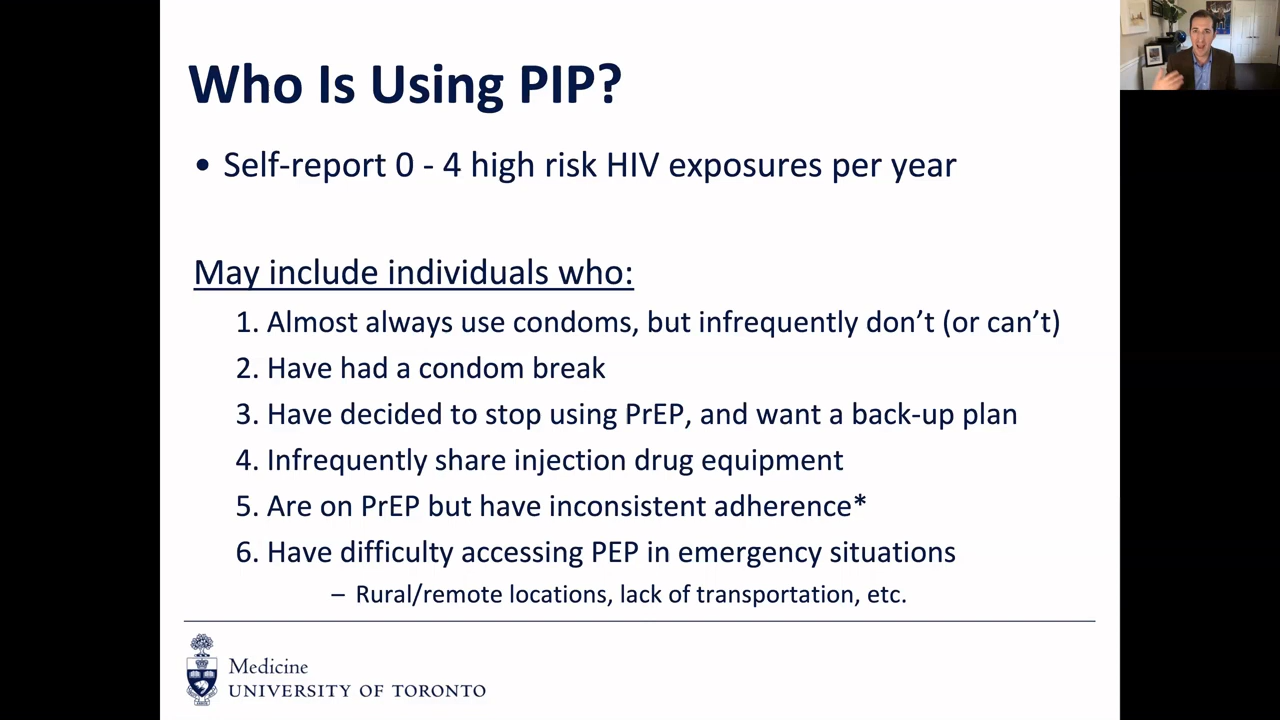 Who Is Using PIP?
• Self-report 0 - 4 high risk HIV exposures per year
May include individuals who:
1. Almost always use condoms, but infrequently don’t (or can’t)
2. Have had a condom break
3. Have decided to stop using PrEP, and want a back-up plan
4. Infrequently share injection drug equipment
5. Are on PrEP but have inconsistent adherence*
6. Have difficulty accessing PEP in emergency situations
– Rural/remote locations, lack of transportation, etc.
Medicine
UNIVERSITY OF TORONTO